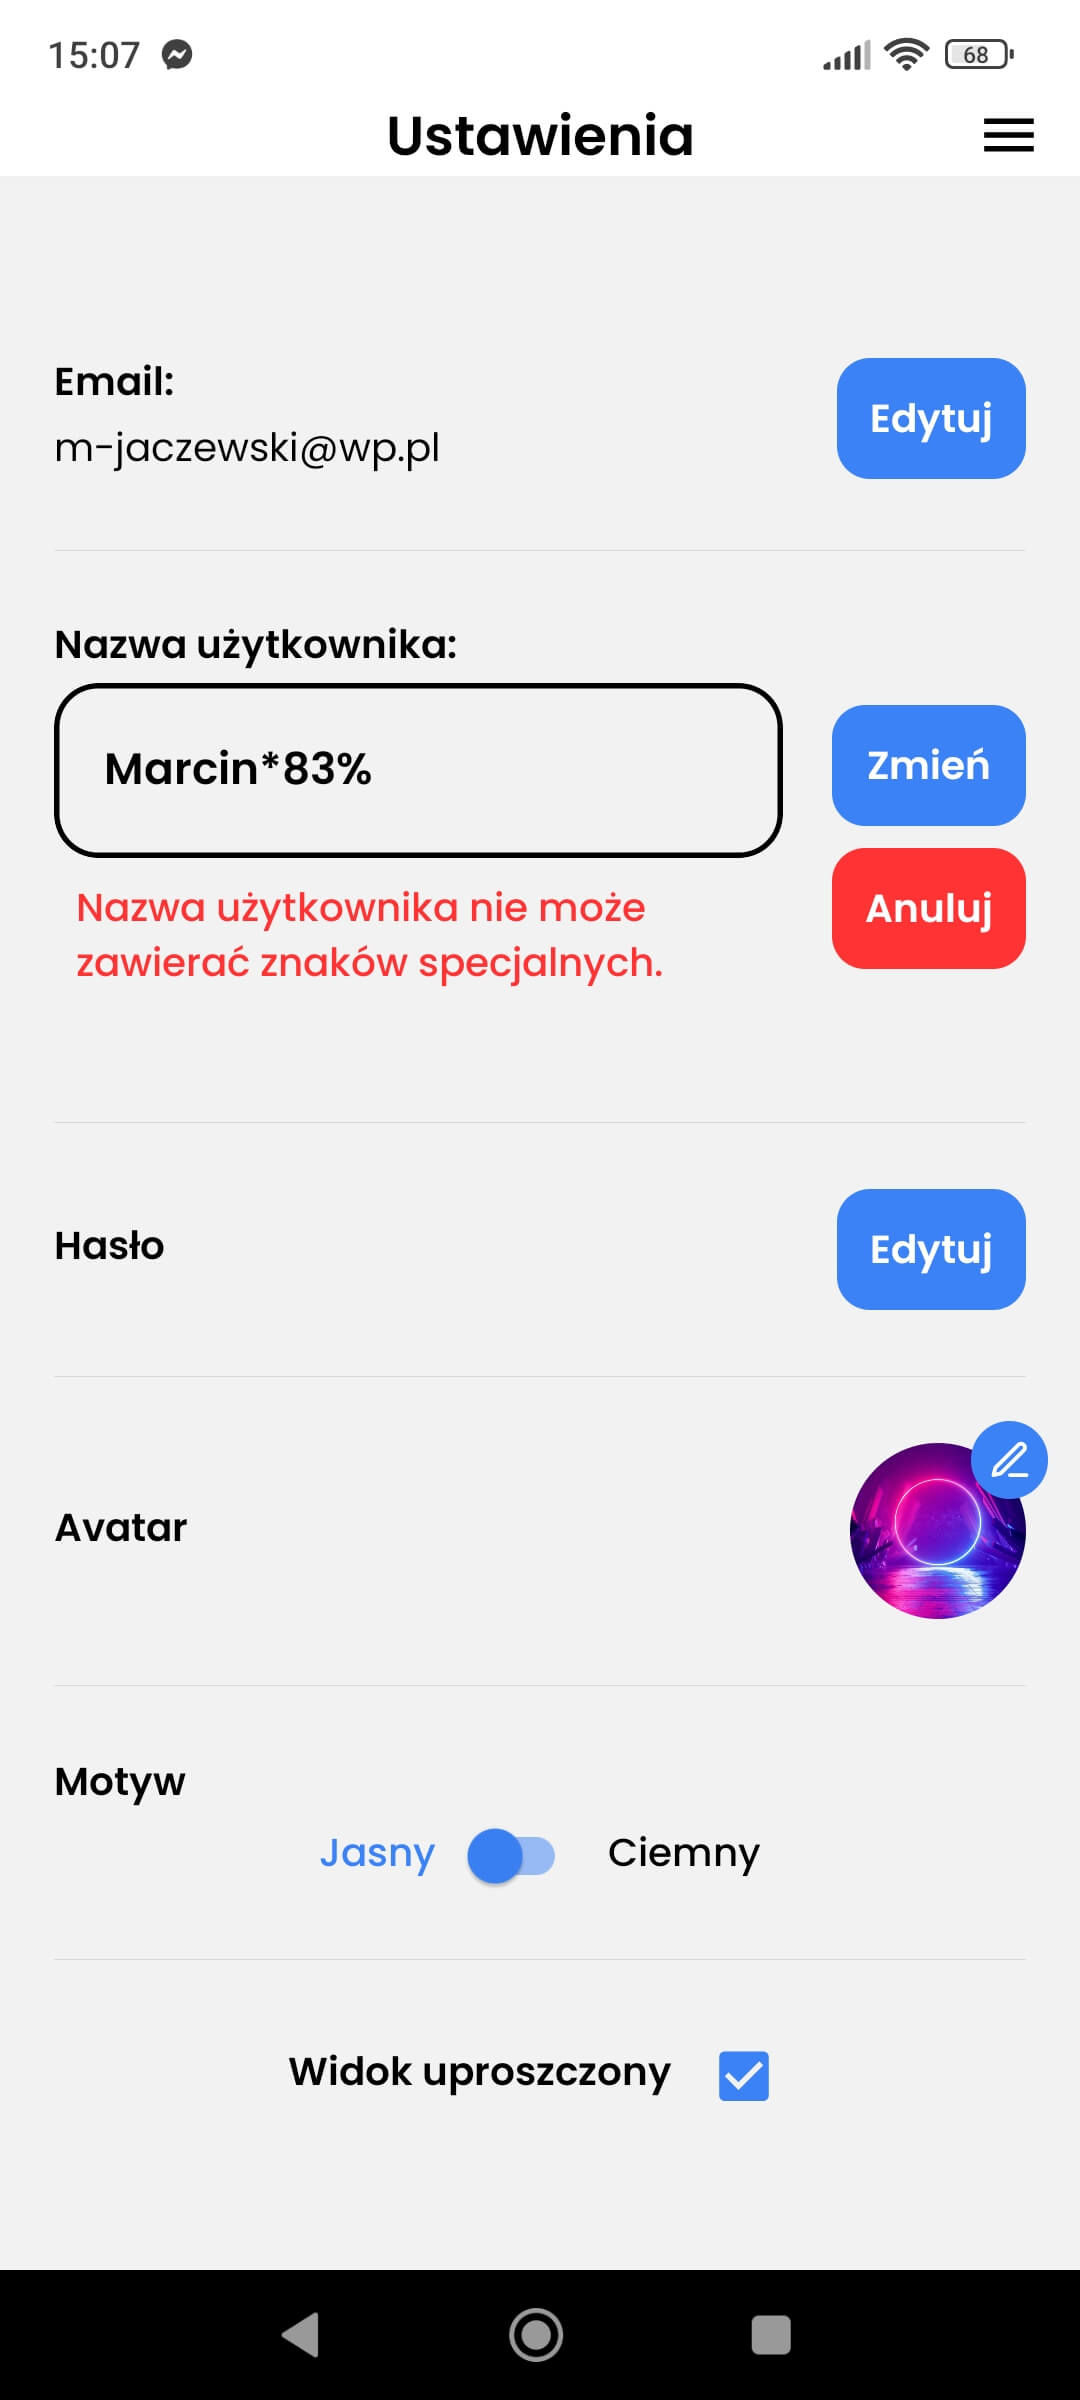 15:07
68
Ustawienia
Email:
m-jaczewski@wp.pl
Edytuj
Nazwa użytkownika:
Marcin*83%
Zmień
Nazwa użytkownika nie może
zawierać znaków specjalnych.
Anuluj
Hasło
Edytuj
Avatar
Motyw
Jasny
Ciemny
Widok uproszczony